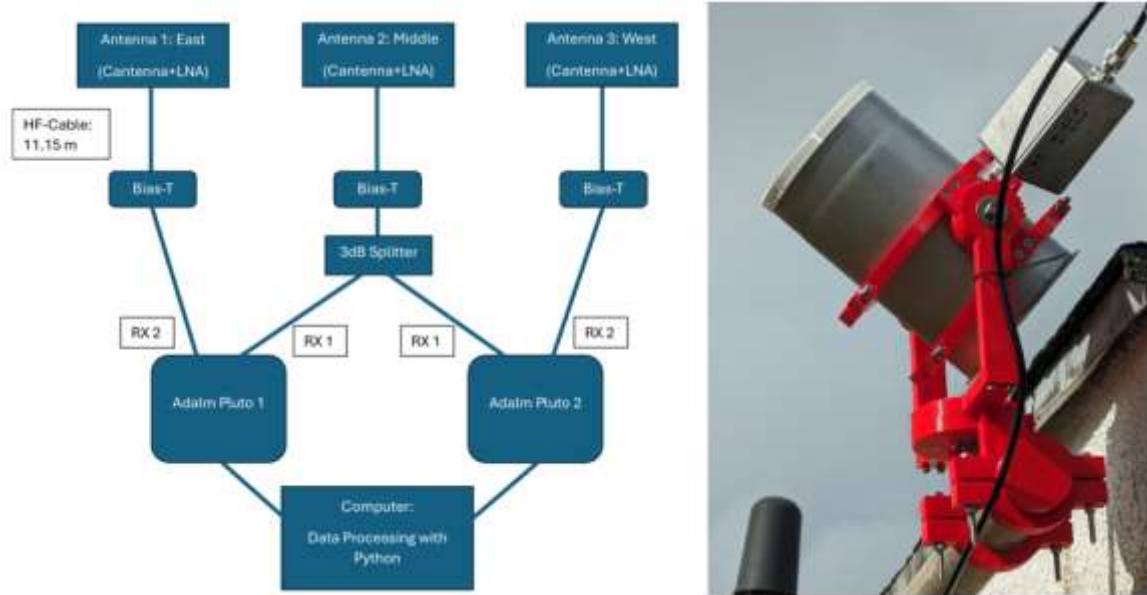 Antenna 1: East
(Cantenna+LNA)
Antenna 2: Middle
(Cantenna+LNA)
Antenna 3: West
(Cantenna+LNA)
HF-Cable:
11,15 m
Bias-T
Bias-T
Bias-T
3dB Splitter
RX 2
RX 1
RX 1
RX 2
Adalm Pluto 1
Adalm Pluto 2
Computer:
Data Processing with
Python